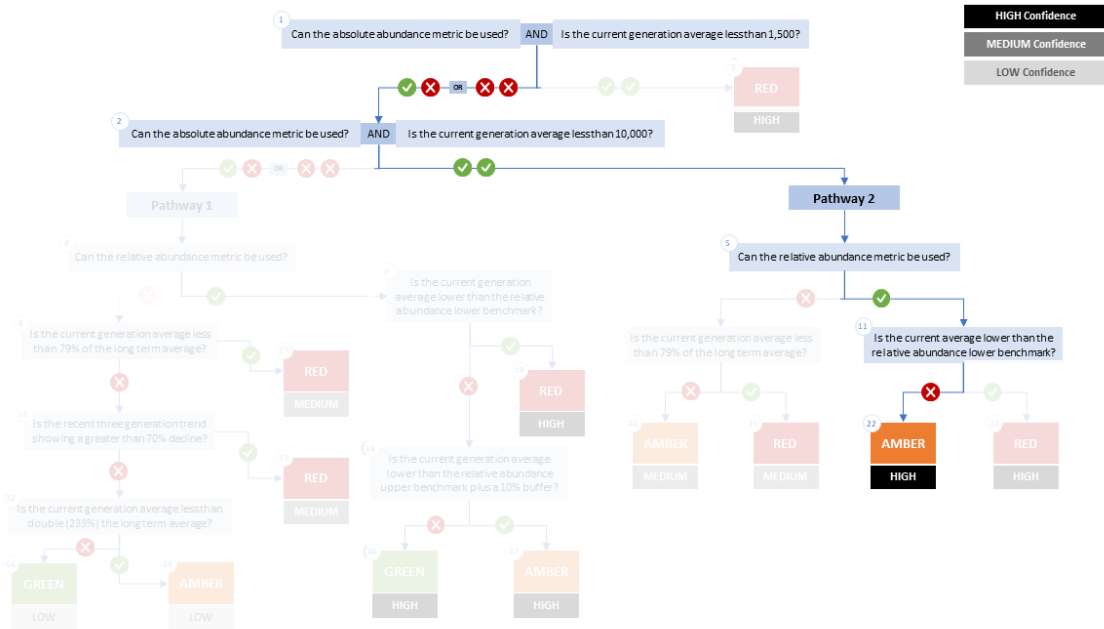 HIGH Confidence
MEDIUM Confidence
LOW Confidence
1
Can the absolute abundance metric be used?
AND
Is the current generation average lessthan 1,500?
OR
3
RED
HIGH
2
Can the absolute abundance metric be used?
AND
Is the current generation average lessthan 10,000?
OR
Pathway 1
Pathway 2
4
Can the relative abundance metric be used?
5
Can the relative abundance metric be used?
Is the current generation
average lower than the relative
abundance lower benchmark?
Is the current generation average less
than 79% of the long term average?
RED
MEDIUM
RED
HIGH
Is the current generation average less
than 79% of the long term average?
11
Is the current average lower than the
relative abundance lower benchmark?
Is the recent three generation trend
showing a greater than 70% decline?
RED
MEDIUM
Is the current generation average
lower than the relative abundance
upper benchmark plus a 10% buffer?
20
AMBER
MEDIUM
21
RED
MEDIUM
22
AMBER
HIGH
23
RED
HIGH
12
Is the current generation average lessthan
double (233%) the long term average?
GREEN
LOW
AMBER
LOW
16
GREEN
HIGH
17
AMBER
HIGH